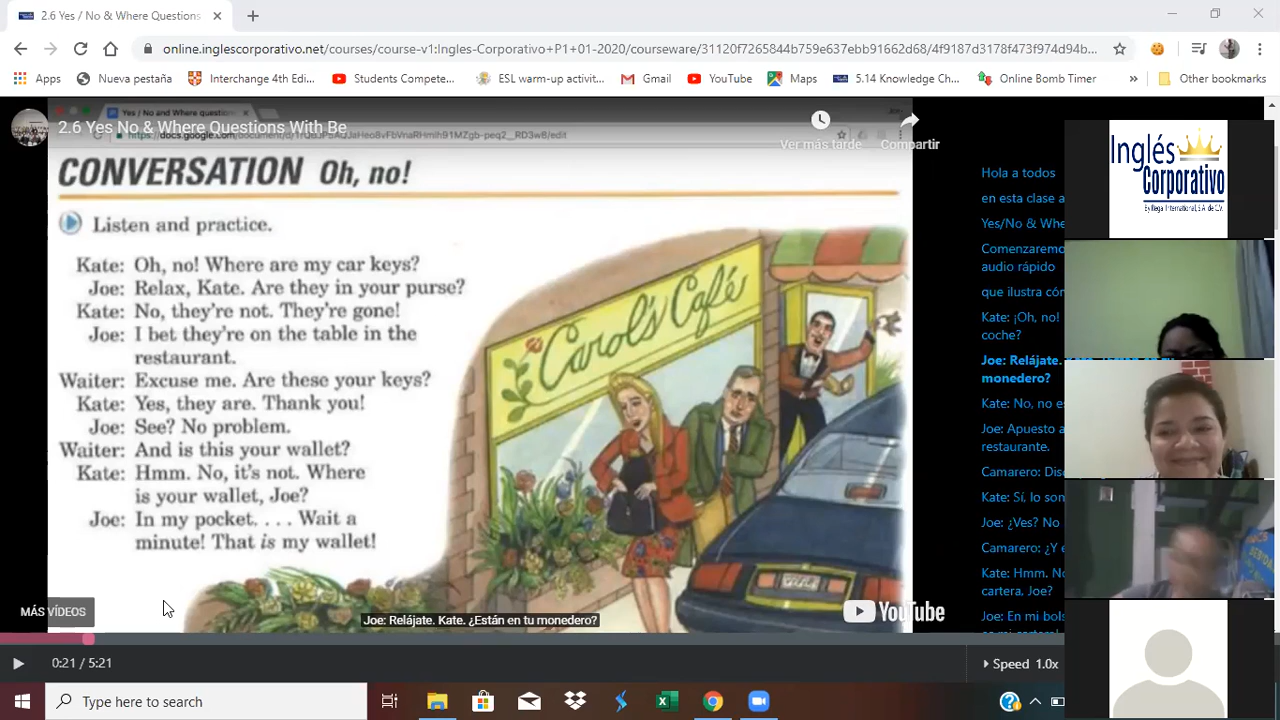 2.6 Yes / No & Where Questions
online.inglescorporativo.net/courses/course-v1:Ingles-Corporativo+P1+01-2020/courseware/31120f7265844b759e637ebb91662d68/4f9187d3178f473f974d94b...
Apps Nueva pestaña Interchange 4th Edi... Students Compete... ESL warm-up activit... Gmail YouTube Maps 5.14 Knowledge Ch... Online Bomb Timer » Other bookmarks
Yes / No and Where question
2.6 Yes No & Where Questions With Be
Ver más tarde Compartir
CONVERSATION Oh, no!
Listen and practice.
Kate: Oh, no! Where are my car keys?
Joe: Relax, Kate. Are they in your purse?
Kate: No, they're not. They're gone!
Joe: I bet they're on the table in the
restaurant.
Waiter: Excuse me. Are these your keys?
Kate: Yes, they are. Thank you!
Joe: See? No problem.
Waiter: And is this your wallet?
Kate: Hmm. No, it's not. Where
is your wallet, Joe?
Joe: In my pocket. . . . Wait a
minute! That is my wallet!
Carol's Café
MÁS VÍDEOS
Joe: Relájate. Kate. ¿Están en tu monedero?
YouTube
0:21 / 5:21
Speed 1.0x
Hola a todos
en esta clase a
Yes/No & Whe
Comenzaremo
audio rápido
que ilustra cón
Kate: ¡Oh, no!
coche?
Joe: Relájate.
monedero?
Kate: No, no es
Joe: Apuesto a
restaurante.
Camarero: Disc
Kate: Sí, lo son
Joe: ¿Ves? No
Camarero: ¿Y e
Kate: Hmm. No
cartera, Joe?
Joe: En mi bols
Inglés
Corporativo
Type here to search